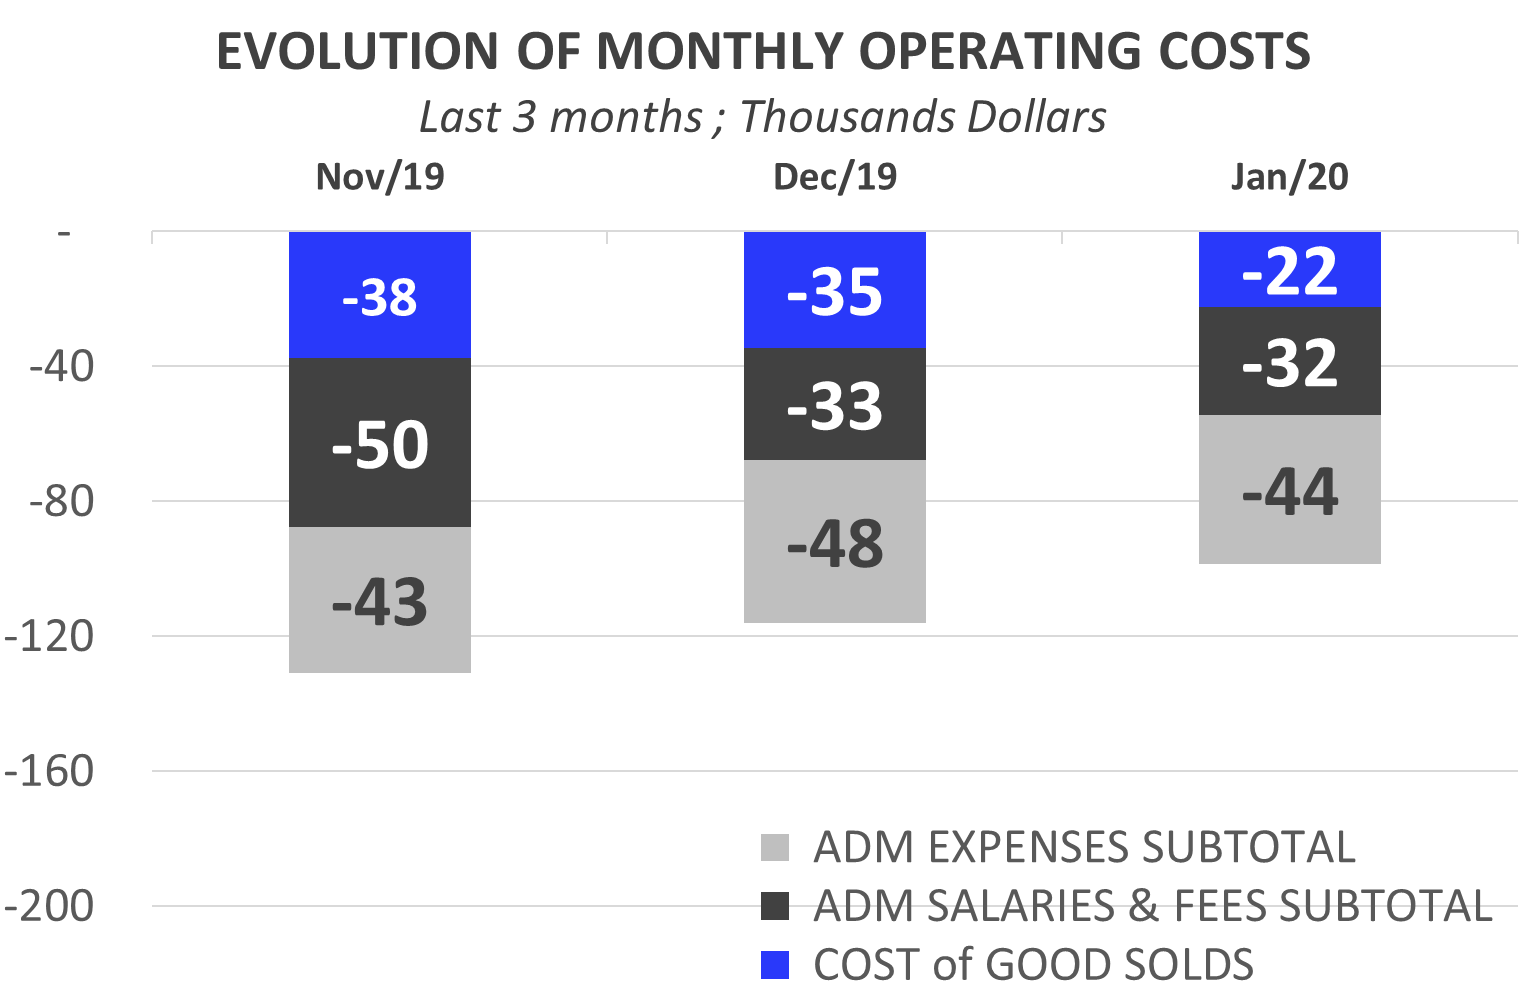 EVOLUTION OF MONTHLY OPERATING COSTS
Last 3 months ; Thousands Dollars
Nov/19 Dec/19 Jan/20
-
-38 -35 -22
-40
-50 -33 -32
-80
-43 -48 -44
-120
-160
ADM EXPENSES SUBTOTAL
-200
ADM SALARIES & FEES SUBTOTAL
COST of GOOD SOLDS